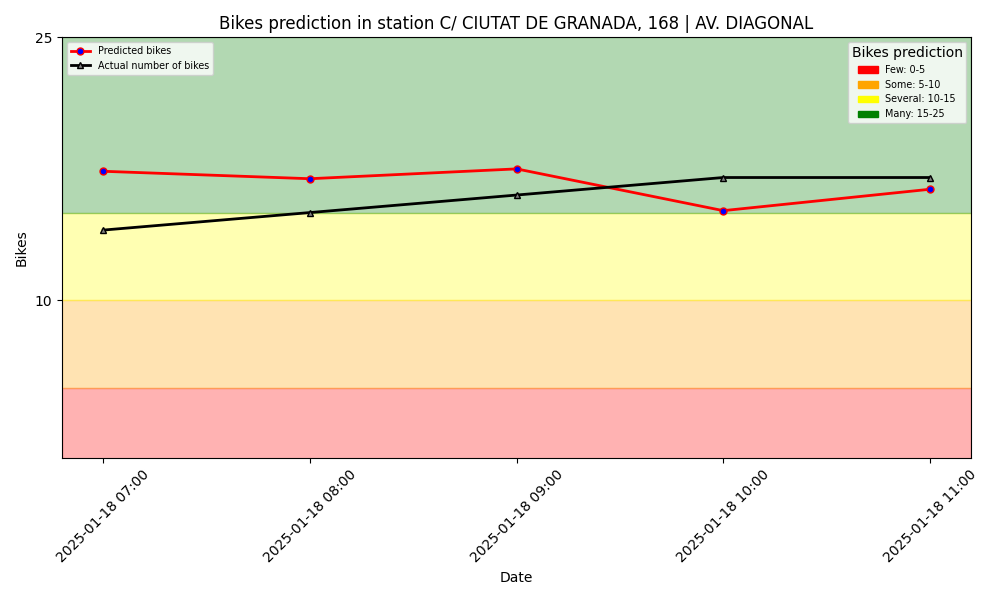 Bikes prediction in station C/ CIUTAT DE GRANADA, 168 | AV. DIAGONAL
25
10
Bikes
Predicted bikes
Actual number of bikes
Bikes prediction
Few: 0-5
Some: 5-10
Several: 10-15
Many: 15-25
2025-01-18 07:00
2025-01-18 08:00
2025-01-18 09:00
2025-01-18 10:00
2025-01-18 11:00
Date